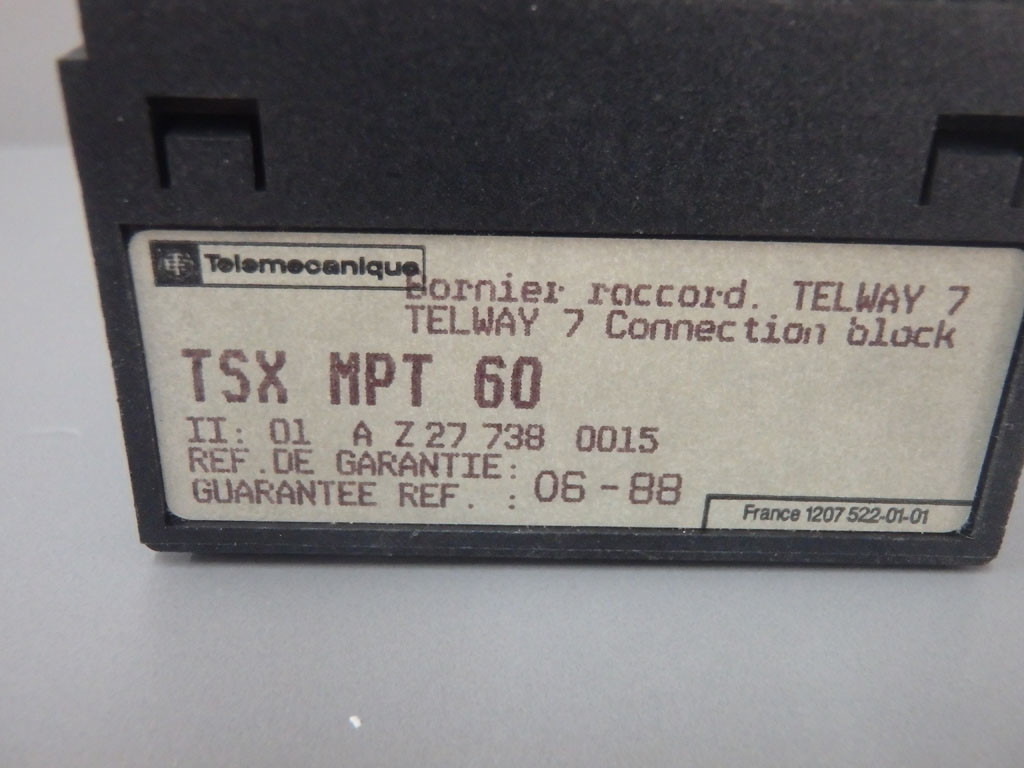 Telemecanique
Bornier raccord. TELWAY 7
TELWAY 7 Connection block
TSX MPT 60
II: 01 A Z 27 738 0015
REF.DE GARANTIE:
GUARANTEE REF. : 06-88
France 1207 522-01-01